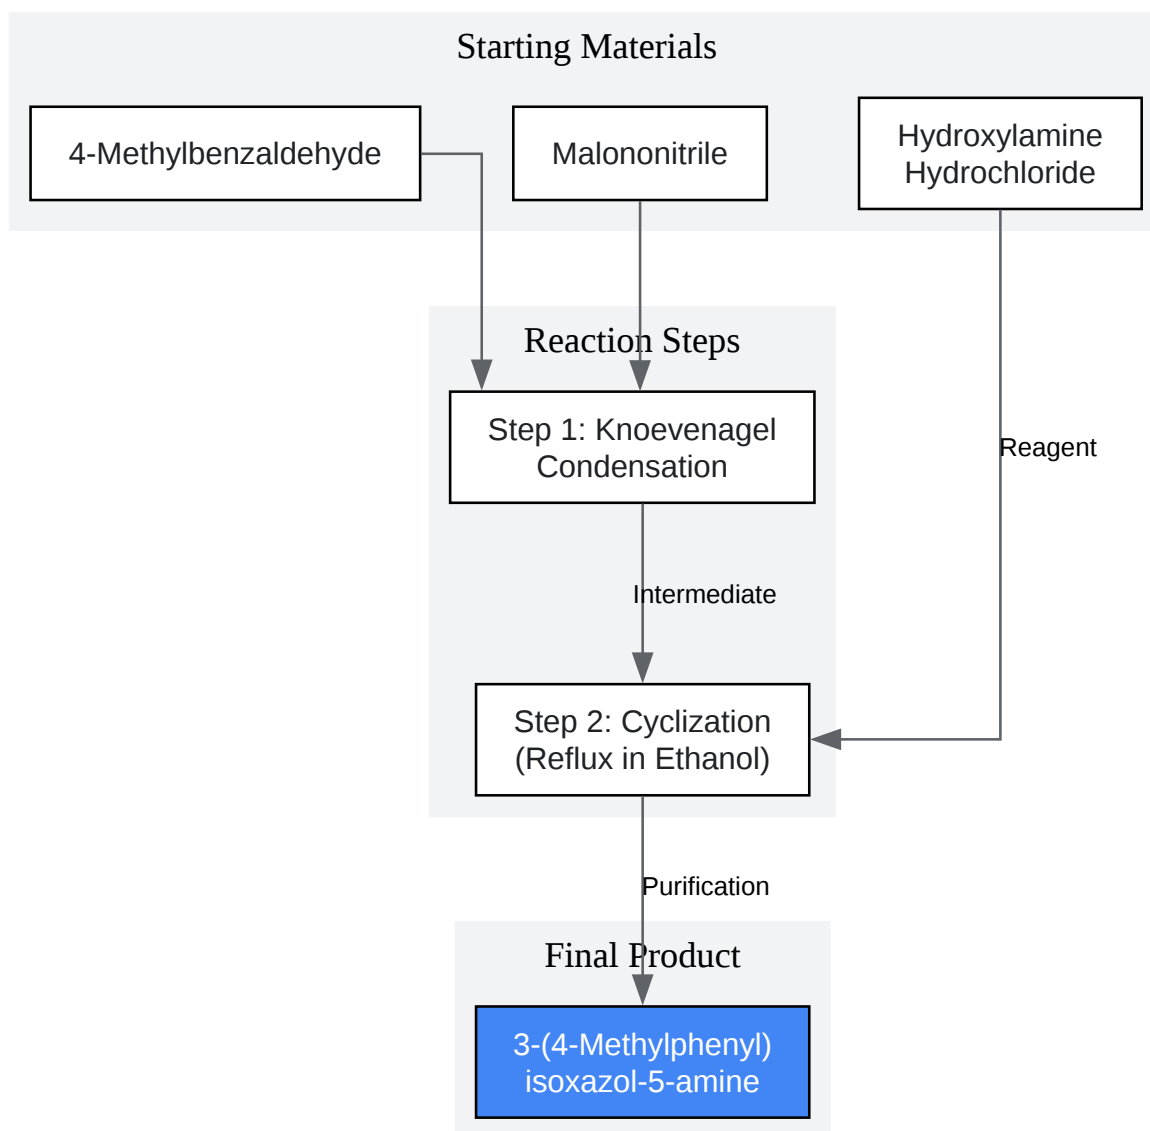 Starting Materials
4-Methylbenzaldehyde
Malononitrile
Hydroxylamine
Hydrochloride
Reaction Steps
Step 1: Knoevenagel
Condensation
Reagent
Intermediate
Step 2: Cyclization
(Reflux in Ethanol)
Purification
Final Product
3-(4-Methylphenyl)
isoxazol-5-amine